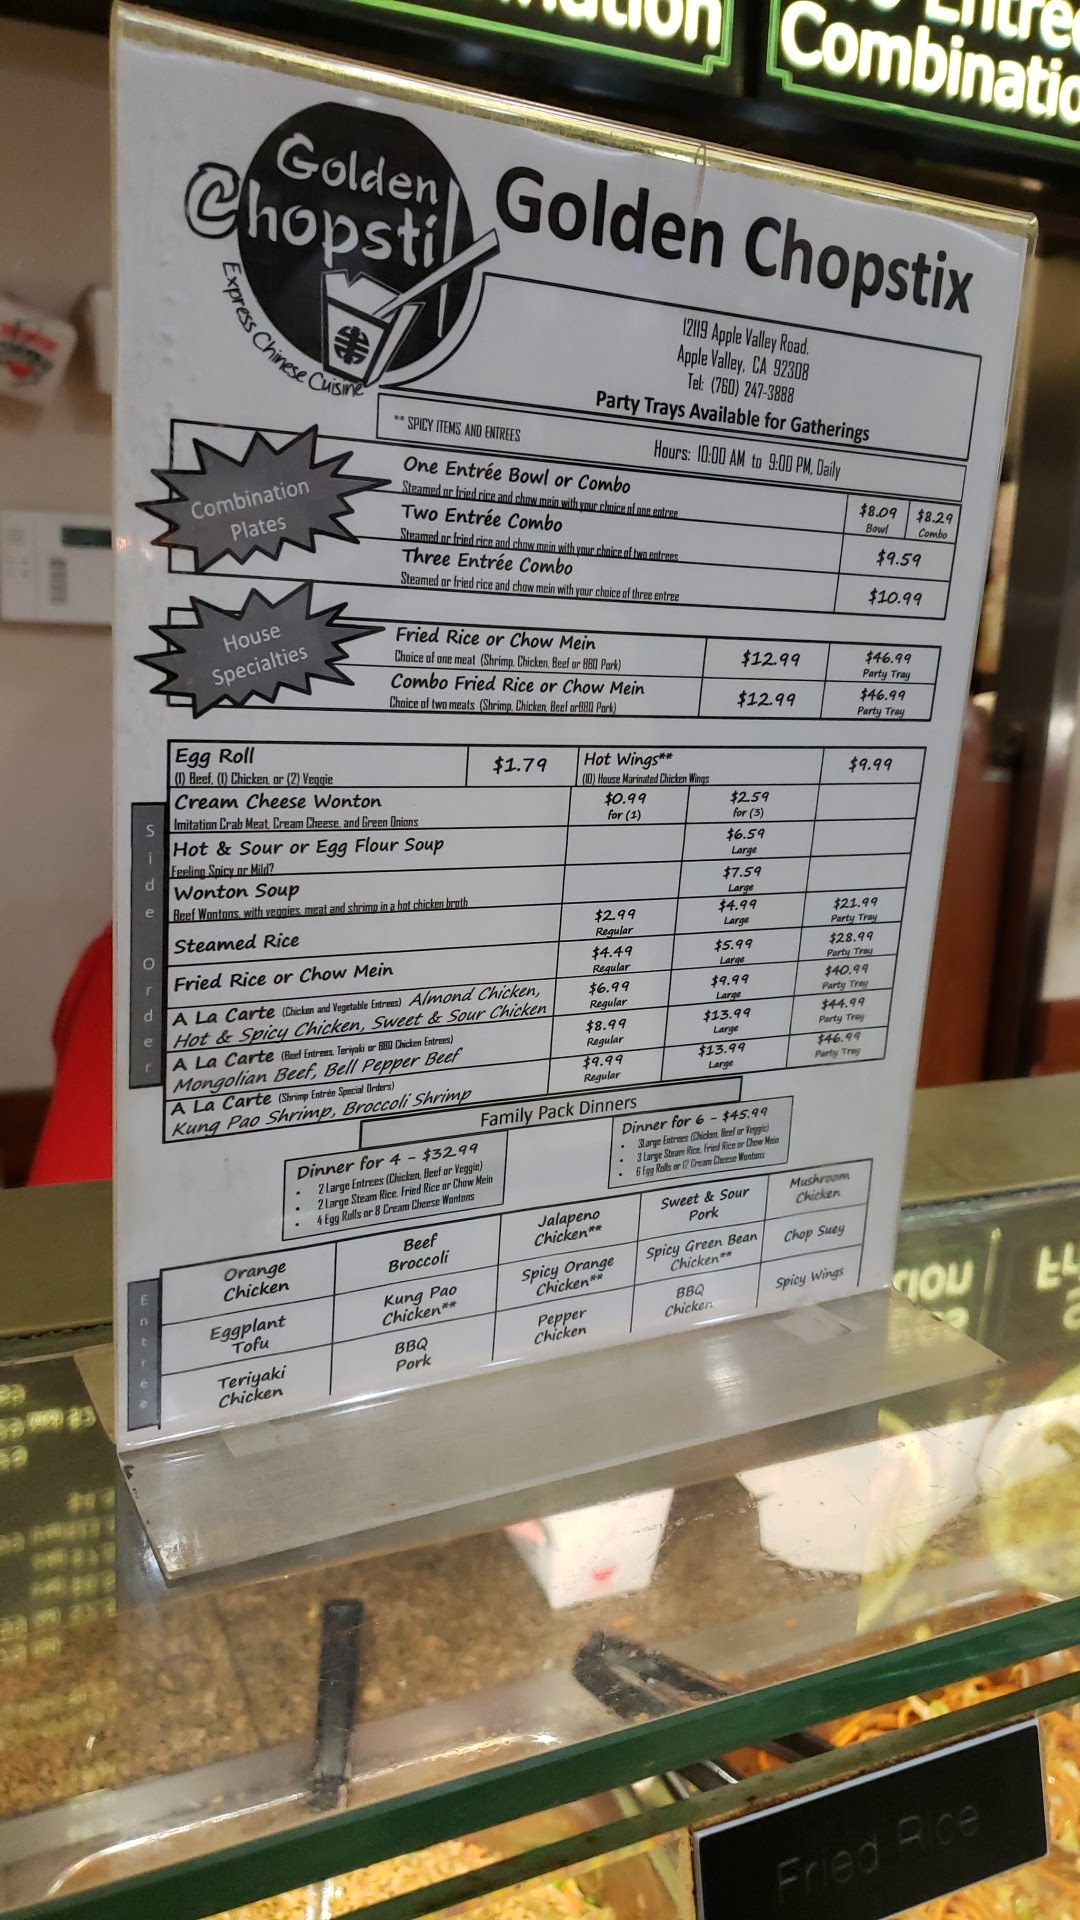 Combination
Golden
Chopsti
Express Chinese Cuisine
Golden Chopstix
12119 Apple Valley Road.
Apple Valley, CA 92308
Tel: (760) 247-3888
Party Trays Available for Gatherings
** SPICY ITEMS AND ENTREES
Hours: 10:00 AM to 9:00 PM, Daily
Combination
Plates
One Entrée Bowl or Combo
Steamed or fried rice and chow mein with your choice of one entree
$8.09 $8.29
Bowl Combo
Two Entrée Combo
Steamed or fried rice and chow mein with your choice of two entrees
$9.59
Three Entrée Combo
Steamed or fried rice and chow mein with your choice of three entree
$10.99
House
Specialties
Fried Rice or Chow Mein
Choice of one meat (Shrimp, Chicken, Beef or BBQ Pork)
$12.99 $46.99
Party Tray
Combo Fried Rice or Chow Mein
Choice of two meats (Shrimp, Chicken, Beef orBBQ Pork)
$12.99 $46.99
Party Tray
Egg Roll
(1) Beef, (1) Chicken, or (2) Veggie
$1.79
Hot Wings**
(10) House Marinated Chicken Wings
$9.99
Side Order
Cream Cheese Wonton
Imitation Crab Meat, Cream Cheese, and Green Onions
$0.99 $2.59
for (1) for (3)
Hot & Sour or Egg Flour Soup
Feeling Spicy or Mild?
$6.59
Large
Wonton Soup
Beef Wontons, with veggies, meat and shrimp in a hot chicken broth
$7.59
Large
Steamed Rice
$2.99 $4.99 $21.99
Regular Large Party Tray
Fried Rice or Chow Mein
$4.49 $5.99 $28.99
Regular Large Party Tray
A La Carte (Chicken and Vegetable Entrees) Almond Chicken,
Hot & Spicy Chicken, Sweet & Sour Chicken
$6.99 $9.99 $40.99
Regular Large Party Tray
A La Carte (Beef Entrees, Teriyaki or BBQ Chicken Entrees)
Mongolian Beef, Bell Pepper Beef
$8.99 $13.99 $44.99
Regular Large Party Tray
A La Carte (Shrimp Entrée Special Orders)
Kung Pao Shrimp, Broccoli Shrimp
$9.99 $13.99 $46.99
Regular Large Party Tray
Family Pack Dinners
Dinner for 4 - $32.99
• 2 Large Entrees (Chicken, Beef or Veggie)
• 2 Large Steam Rice, Fried Rice or Chow Mein
• 4 Egg Rolls or 8 Cream Cheese Wontons
Dinner for 6 - $45.99
• 3Large Entrees (Chicken, Beef or Veggie)
• 3 Large Steam Rice, Fried Rice or Chow Mein
• 6 Egg Rolls or 12 Cream Cheese Wontons
Entrée
Orange
Chicken
Beef
Broccoli
Jalapeno
Chicken**
Sweet & Sour
Pork
Mushroom
Chicken
Eggplant
Tofu
Kung Pao
Chicken**
Spicy Orange
Chicken**
Spicy Green Bean
Chicken**
Chop Suey
Teriyaki
Chicken
BBQ
Pork
Pepper
Chicken
BBQ
Chicken
Spicy Wings
Fried Rice